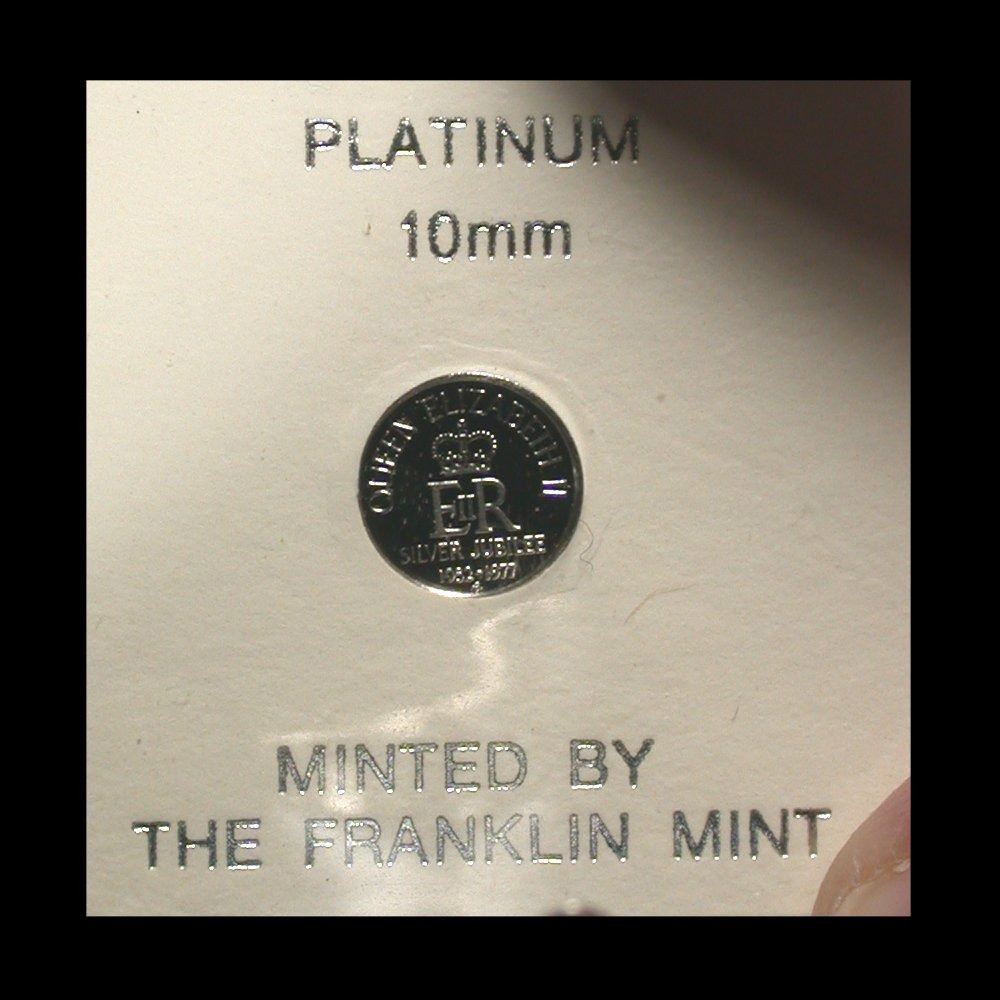 PLATINUM
10mm
QUEEN ELIZABETH II
EIIR
SILVER JUBILEE
1952-1977
MINTED BY
THE FRANKLIN MINT